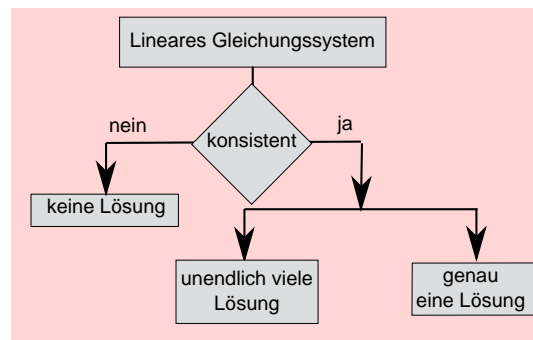 Lineares Gleichungssystem
nein
konsistent
ja
keine Lösung
unendlich viele
Lösung
genau
eine Lösung